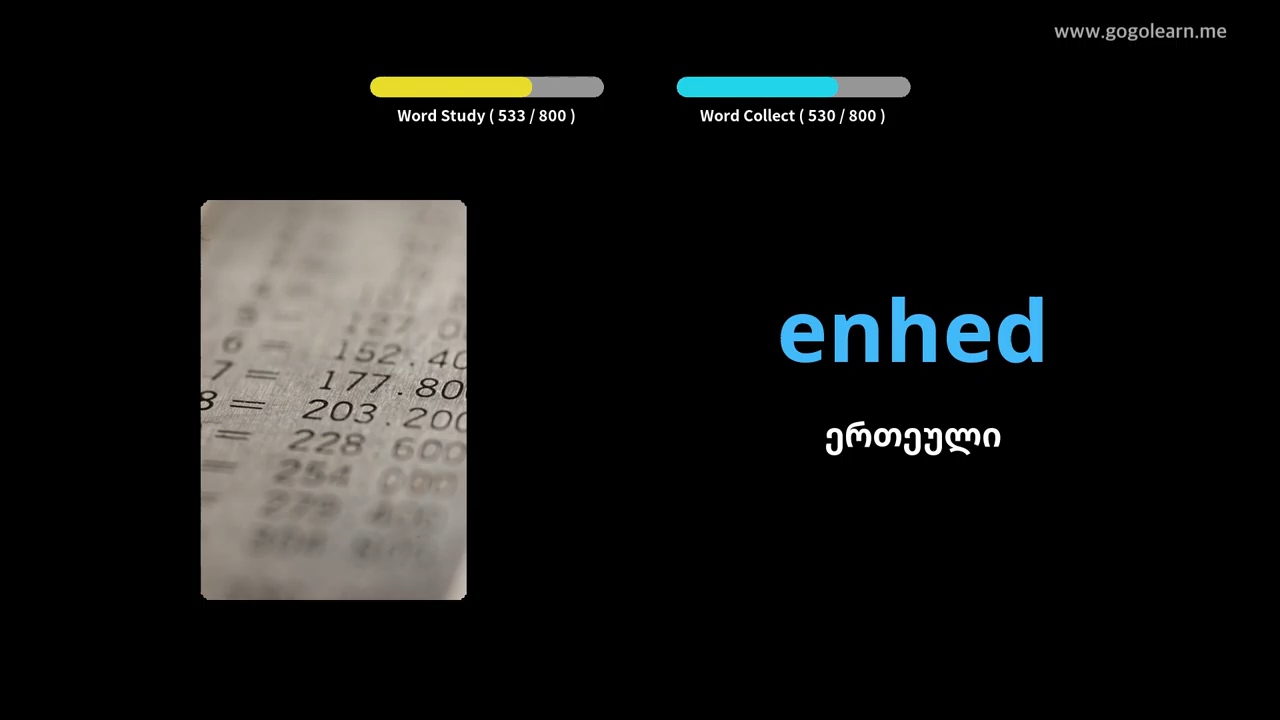 www.gogolearn.me
Word Study ( 533 / 800 )
Word Collect ( 530 / 800 )
enhed
ერთეული
6 = 152.40
7 = 177.80
8 = 203.200
= 228.600
254